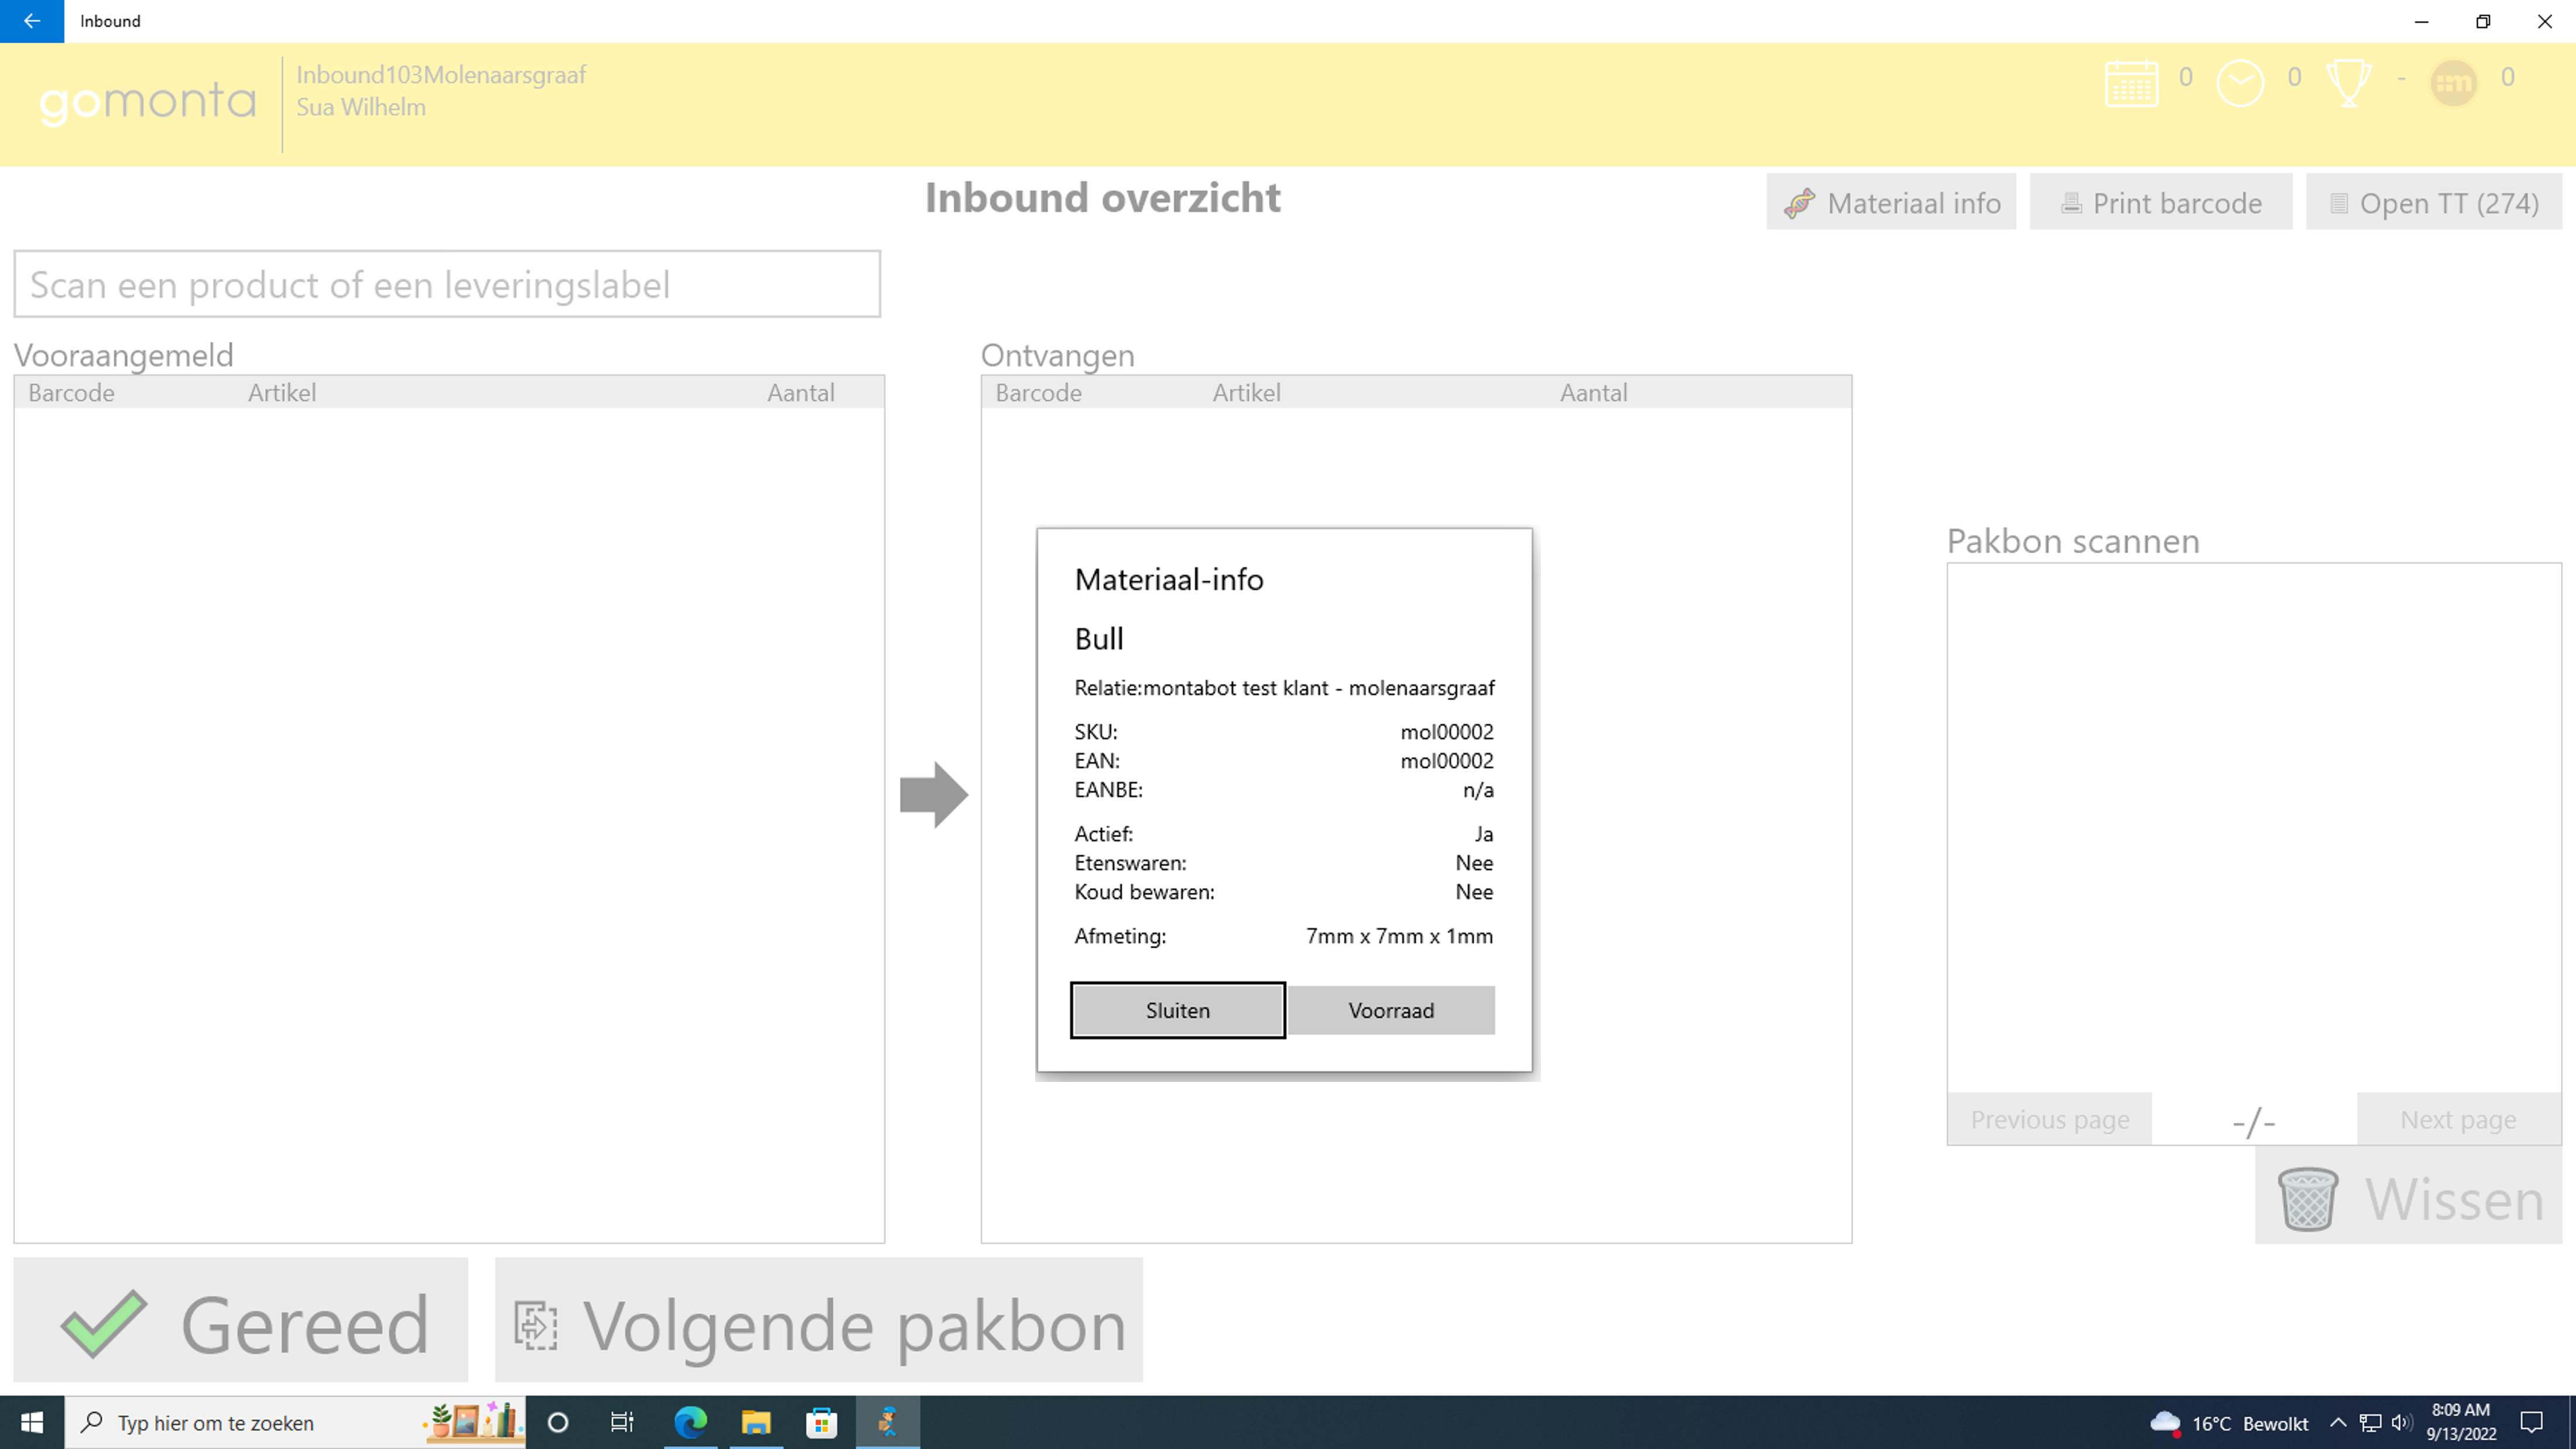 Inbound
gomonta
Inbound103Molenaarsgraaf
Sua Wilhelm
0
0
-
:m
0
Inbound overzicht
Materiaal info
Print barcode
Open TT (274)
Scan een product of een leveringslabel
Vooraangemeld
Barcode Artikel Aantal
Ontvangen
Barcode Artikel Aantal
Materiaal-info
Bull
Relatie:montabot test klant - molenaarsgraaf
SKU: mol00002
EAN: mol00002
EANBE: n/a
Actief: Ja
Etenswaren: Nee
Koud bewaren: Nee
Afmeting: 7mm x 7mm x 1mm
Sluiten
Voorraad
Pakbon scannen
Previous page
-/-
Next page
Wissen
Gereed
Volgende pakbon
Typ hier om te zoeken
16°C Bewolkt
8:09 AM
9/13/2022